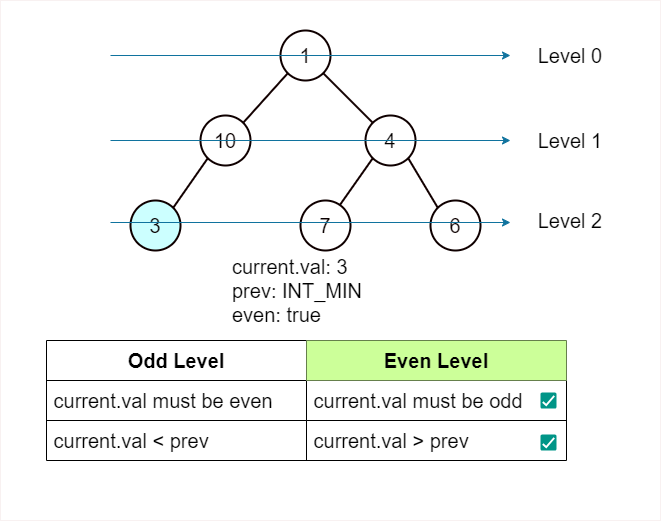 1
Level 0
10
4
Level 1
3
7
6
Level 2
current.val: 3
prev: INT_MIN
even: true
Odd Level
Even Level
current.val must be even
current.val must be odd
current.val < prev
current.val > prev